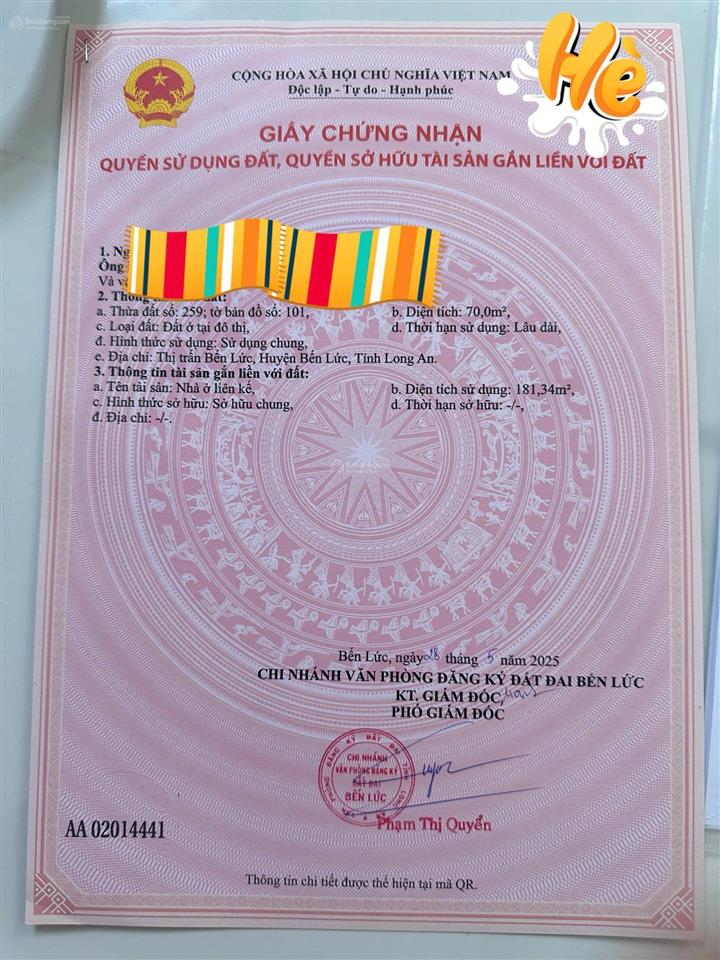 Hè
CỘNG HÒA XÃ HỘI CHỦ NGHĨA VIỆT NAM
Độc lập - Tự do - Hạnh phúc
GIẤY CHỨNG NHẬN
QUYỀN SỬ DỤNG ĐẤT, QUYỀN SỞ HỮU TÀI SẢN GẮN LIỀN VỚI ĐẤT
1. Ng
Ông
Và v
2. Thông
a. Thửa đất số: 259; tờ bản đồ số: 101, b. Diện tích: 70,0m²,
c. Loại đất: Đất ở tại đô thị, d. Thời hạn sử dụng: Lâu dài,
đ. Hình thức sử dụng: Sử dụng chung,
e. Địa chỉ: Thị trấn Bến Lức, Huyện Bến Lức, Tỉnh Long An.
3. Thông tin tài sản gắn liền với đất:
a. Tên tài sản: Nhà ở liên kế, b. Diện tích sử dụng: 181,34m²,
c. Hình thức sở hữu: Sở hữu chung, d. Thời hạn sở hữu: -/-,
đ. Địa chỉ: -/-.
Bến Lức, ngày 28 tháng 5 năm 2025
CHI NHÁNH VĂN PHÒNG ĐĂNG KÝ ĐẤT ĐAI BẾN LỨC
KT. GIÁM ĐỐC
PHÓ GIÁM ĐỐC
CHI NHÁNH
VĂN PHÒNG ĐĂNG KÝ
ĐẤT ĐAI
BẾN LỨC
Phạm Thị Quyển
AA 02014441
Thông tin chi tiết được thể hiện tại mã QR.